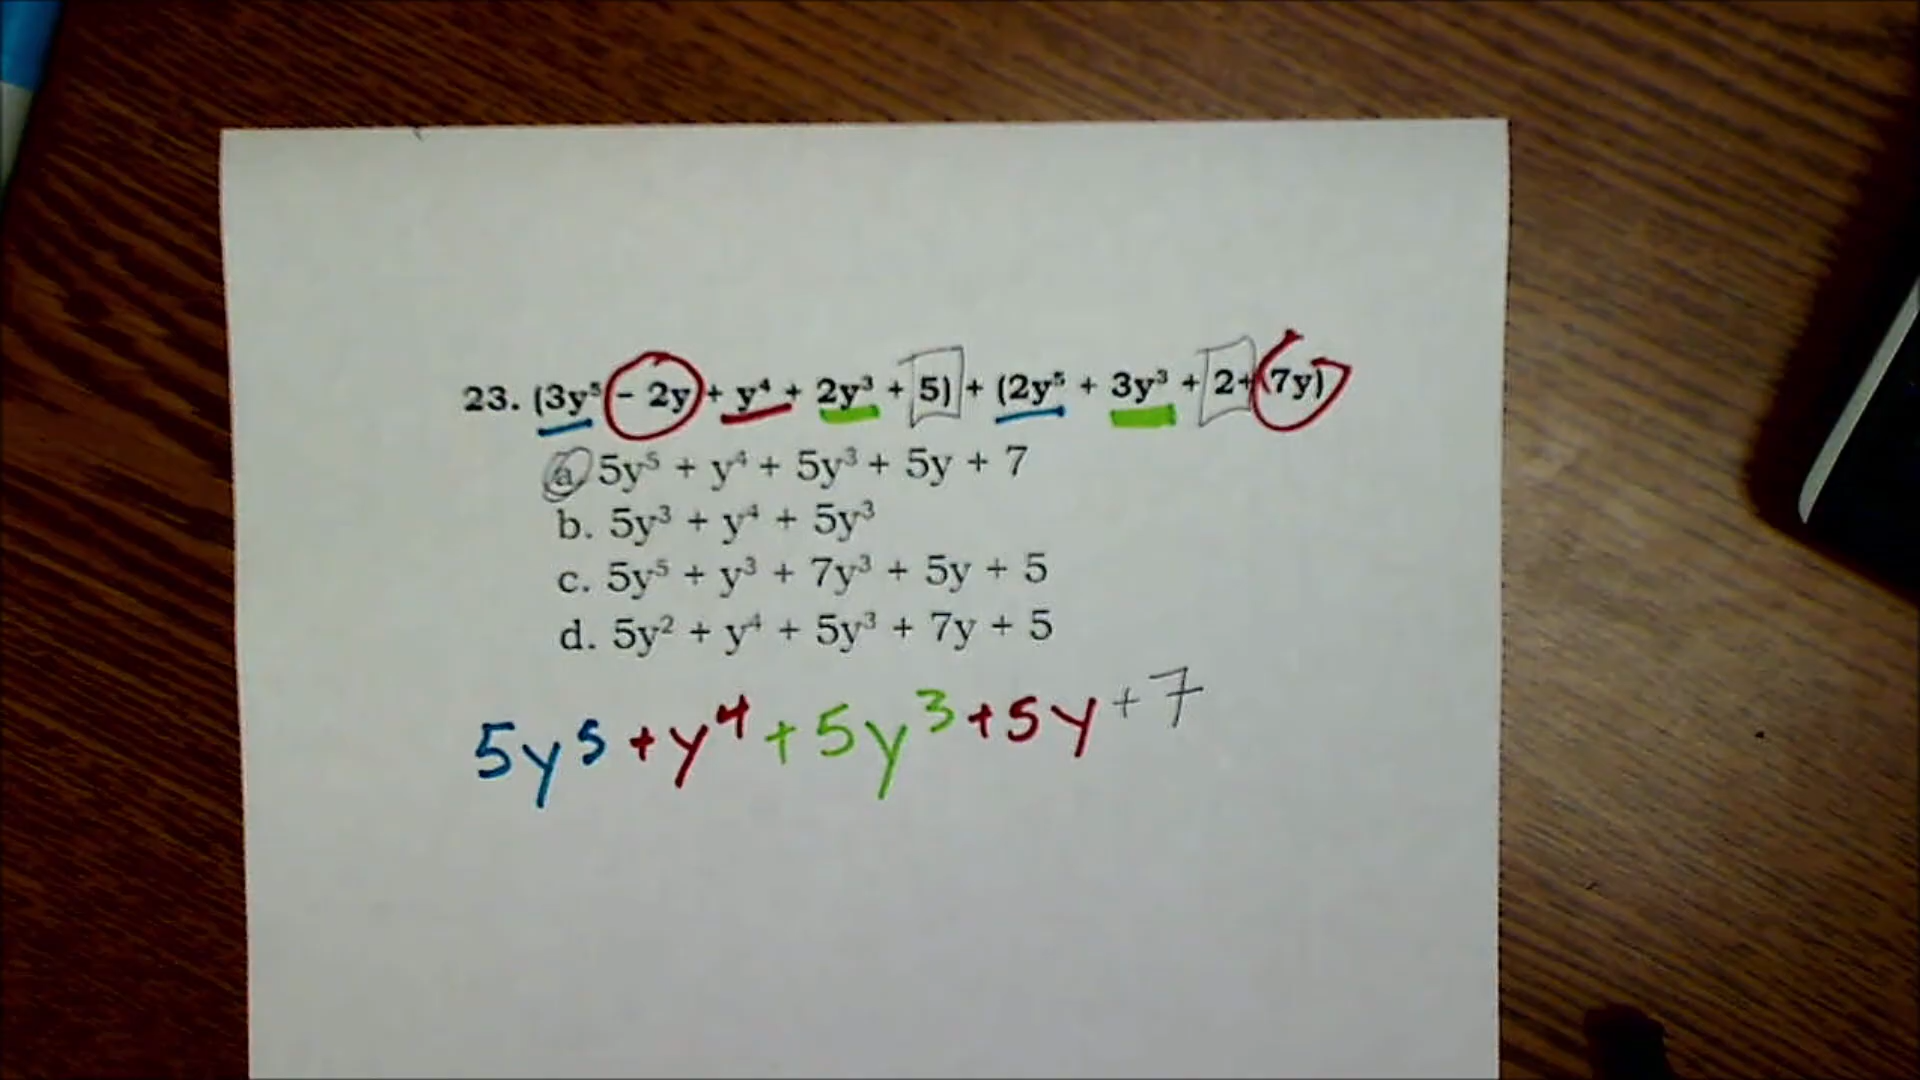 23. (3y⁵ - 2y + y⁴ + 2y³ + 5) + (2y⁵ + 3y³ + 2 + 7y)
a. 5y⁵ + y⁴ + 5y³ + 5y + 7
b. 5y³ + y⁴ + 5y³
c. 5y⁵ + y³ + 7y³ + 5y + 5
d. 5y² + y⁴ + 5y³ + 7y + 5
5y⁵ + y⁴ + 5y³ + 5y + 7